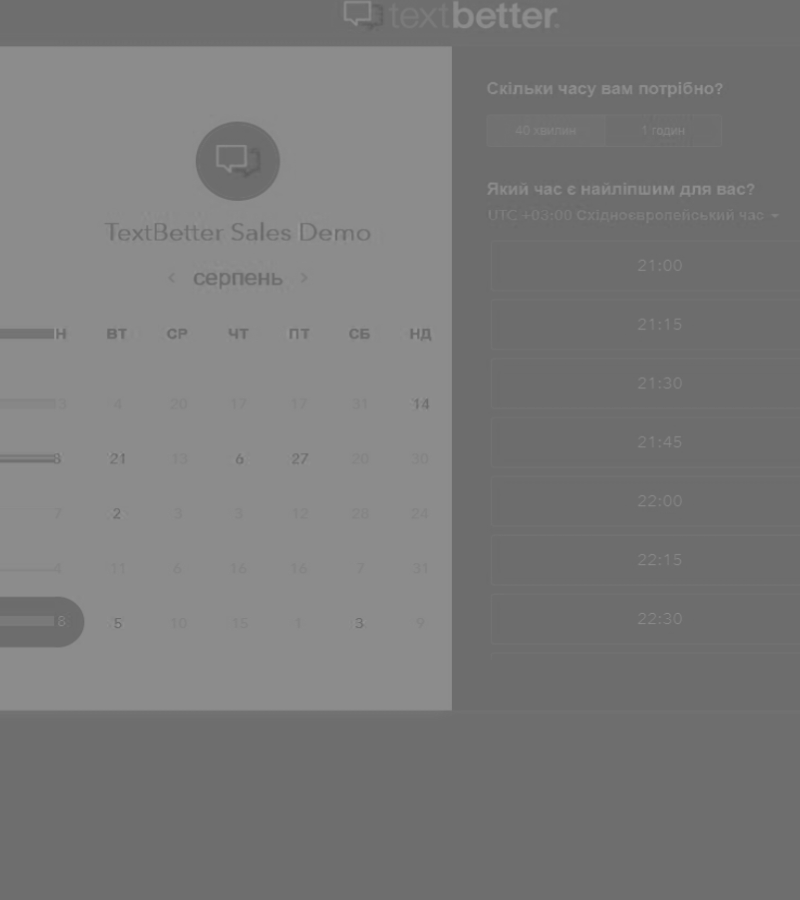 textbetter.
TextBetter Sales Demo
‹ серпень ›
Н ВТ СР ЧТ ПТ СБ НД
3 4 20 17 17 31 14
8 21 13 6 27 20 30
7 2 3 3 12 28 24
4 11 6 16 16 7 31
8 5 10 15 1 3 9
Скільки часу вам потрібно?
40 хвилин 1 годин
Який час є найліпшим для вас?
UTC +03:00 Східноєвропейський час
21:00
21:15
21:30
21:45
22:00
22:15
22:30